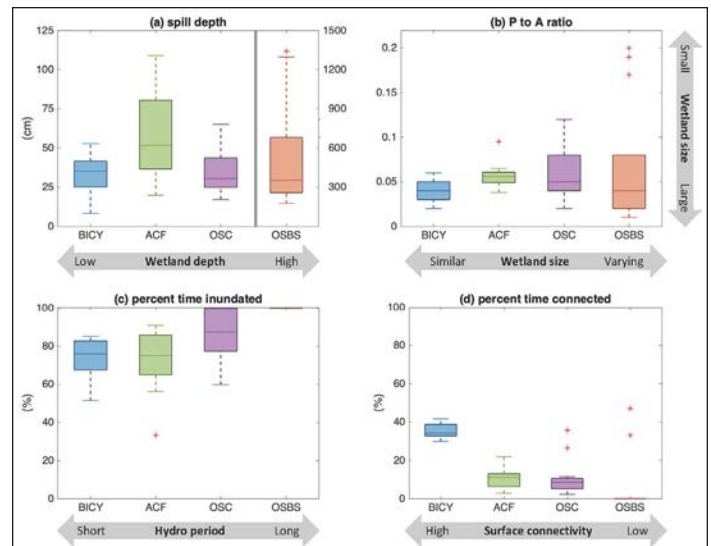 (a) spill depth
(b) P to A ratio
125
100
75
50
25
0
(cm)
1500
1200
900
600
300
BICY ACF OSC OSBS
Low Wetland depth High
0.2
0.15
0.1
0.05
0
BICY ACF OSC OSBS
Similar Wetland size Varying
Small Wetland size Large
(c) percent time inundated
(d) percent time connected
100
80
60
40
20
0
(%)
BICY ACF OSC OSBS
Short Hydro period Long
100
80
60
40
20
0
(%)
BICY ACF OSC OSBS
High Surface connectivity Low